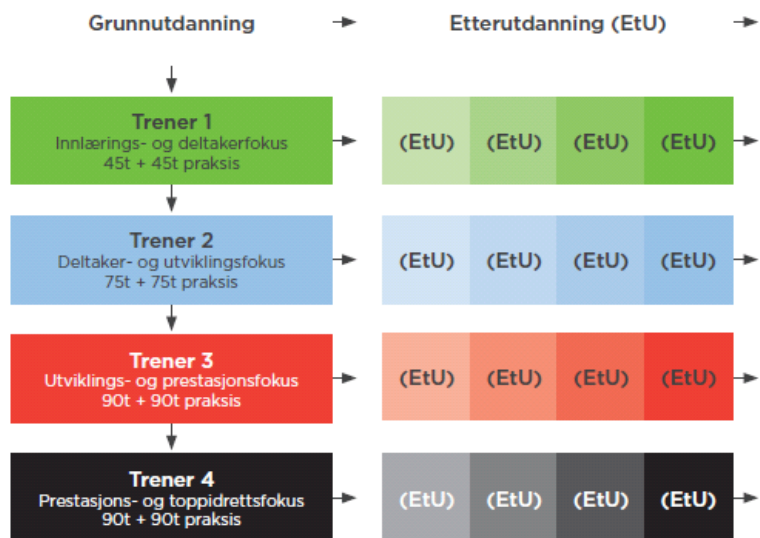 Grunnutdanning
Etterutdanning (EtU)
Trener 1
Innlærings- og deltakerfokus
45t + 45t praksis
(EtU) (EtU) (EtU) (EtU)
Trener 2
Deltaker- og utviklingsfokus
75t + 75t praksis
(EtU) (EtU) (EtU) (EtU)
Trener 3
Utviklings- og prestasjonsfokus
90t + 90t praksis
(EtU) (EtU) (EtU) (EtU)
Trener 4
Prestasjons- og toppidrettsfokus
90t + 90t praksis
(EtU) (EtU) (EtU) (EtU)